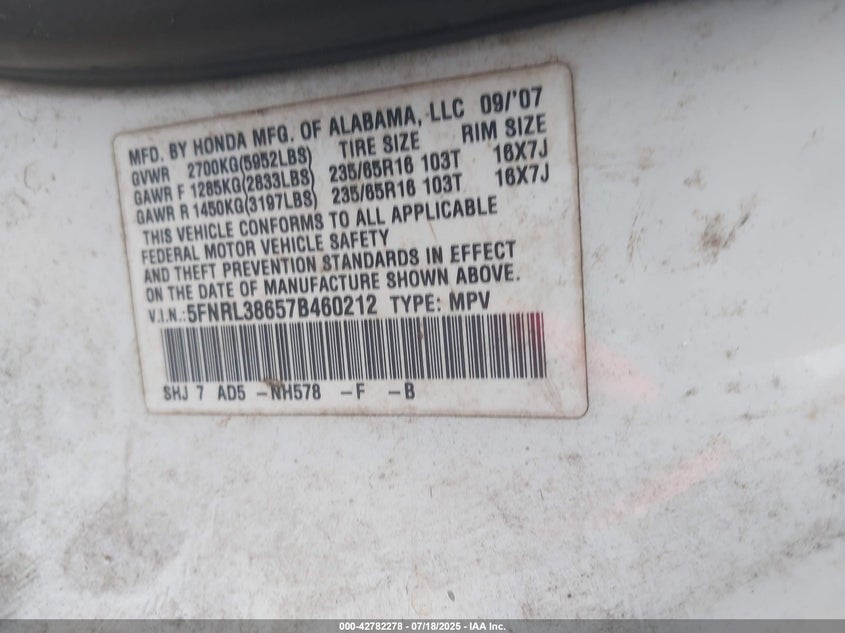 MFD. BY HONDA MFG. OF ALABAMA, LLC 09/'07
GVWR 2700KG(5952LBS) TIRE SIZE RIM SIZE
GAWR F 1285KG(2833LBS) 235/65R16 103T 16X7J
GAWR R 1450KG(3197LBS) 235/65R16 103T 16X7J
THIS VEHICLE CONFORMS TO ALL APPLICABLE
FEDERAL MOTOR VEHICLE SAFETY
AND THEFT PREVENTION STANDARDS IN EFFECT
ON THE DATE OF MANUFACTURE SHOWN ABOVE.
V.I.N.:5FNRL38657B460212 TYPE: MPV
SHJ 7 AD5 -NH578 -F -B
000-42782278 - 07/18/2025 - IAA Inc.